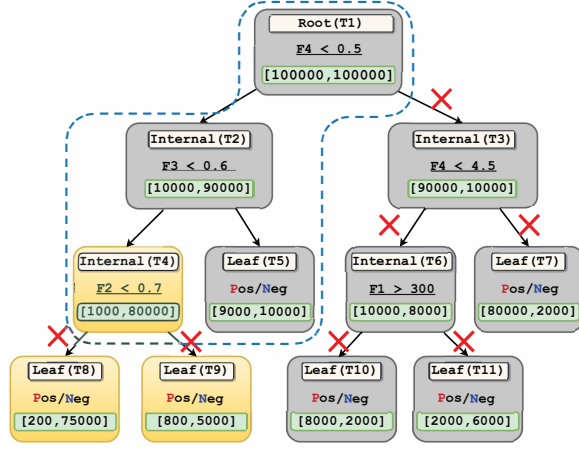 Root(T1)
F4 < 0.5
[100000,100000]
Internal(T2)
F3 < 0.6
[10000,90000]
Internal(T3)
F4 < 4.5
[90000,10000]
Internal(T4)
F2 < 0.7
[1000,80000]
Leaf(T5)
Pos/Neg
[9000,10000]
Internal(T6)
F1 > 300
[10000,8000]
Leaf(T7)
Pos/Neg
[80000,2000]
Leaf(T8)
Pos/Neg
[200,75000]
Leaf(T9)
Pos/Neg
[800,5000]
Leaf(T10)
Pos/Neg
[8000,2000]
Leaf(T11)
Pos/Neg
[2000,6000]